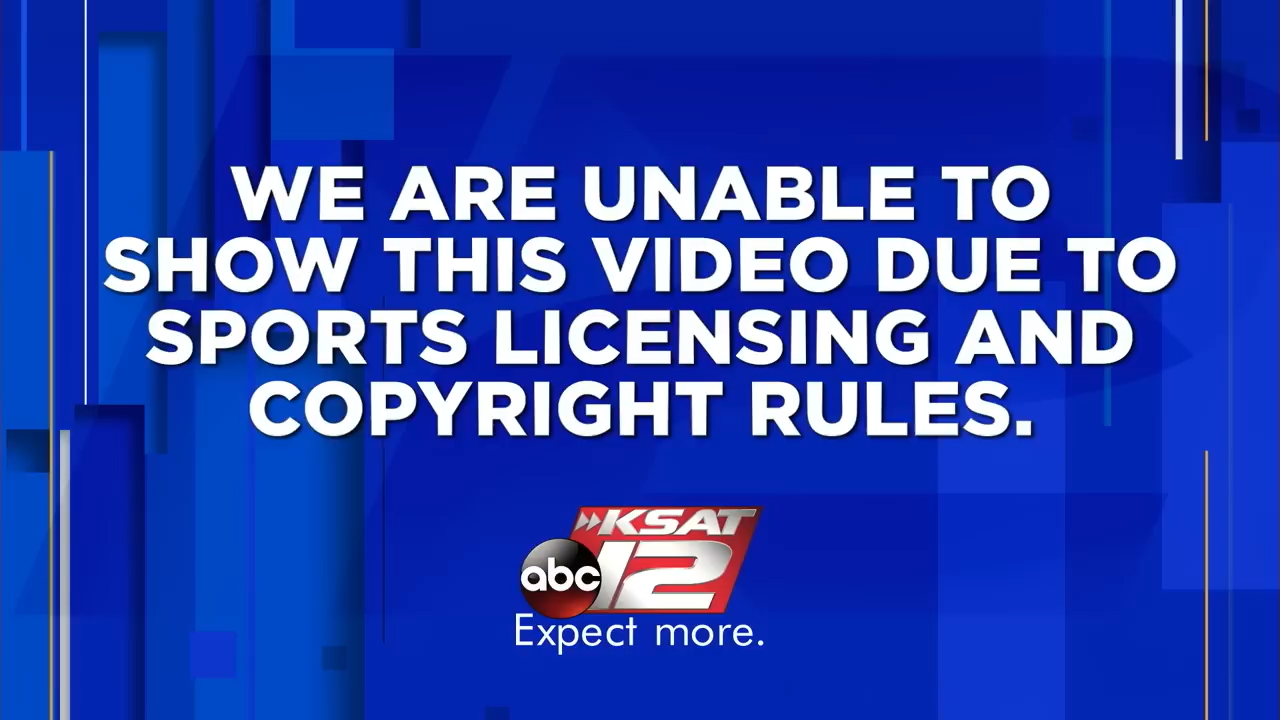 WE ARE UNABLE TO
SHOW THIS VIDEO DUE TO
SPORTS LICENSING AND
COPYRIGHT RULES.
KSAT
abc 12
Expect more.